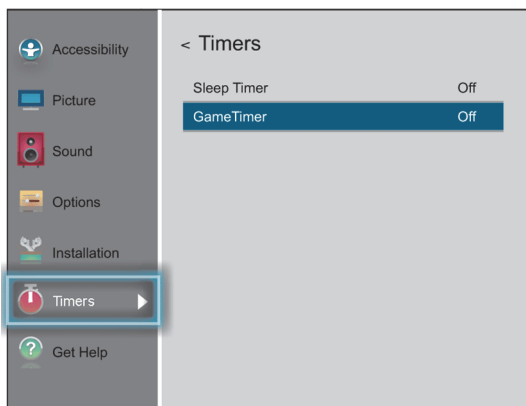 Accessibility
Picture
Sound
Options
Installation
Timers
Get Help
< Timers
Sleep Timer Off
GameTimer Off